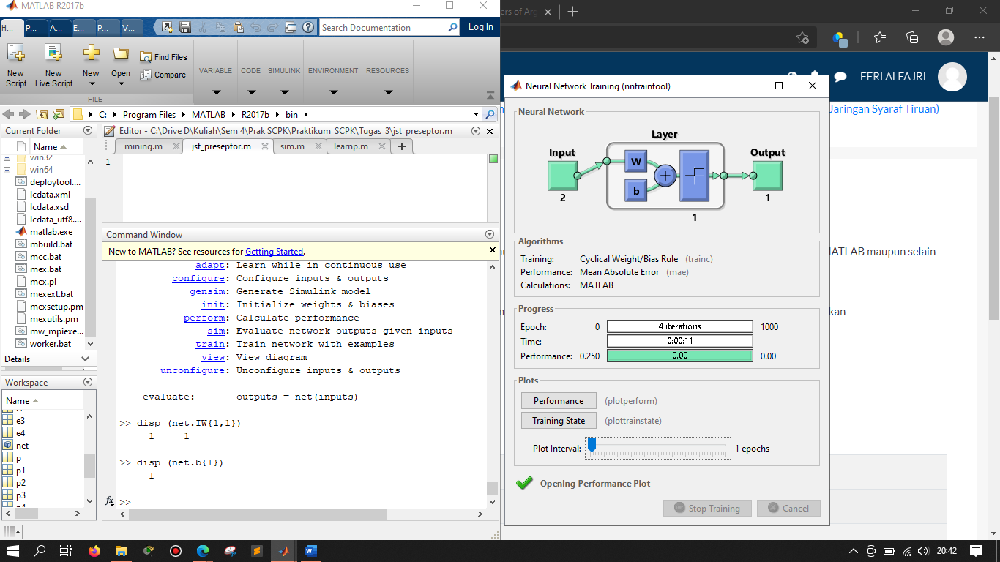 MATLAB R2017b
H... P... A... E... P... V...
Search Documentation
Log In
New Script
New Live Script
New
Open
Find Files
Compare
VARIABLE
CODE
SIMULINK
ENVIRONMENT
RESOURCES
FILE
C: Program Files MATLAB R2017b bin
Current Folder
Name
win32
win64
deploytool....
lcdata.xml
lcdata.xsd
lcdata_utf8....
matlab.exe
mbuild.bat
mcc.bat
mex.bat
mex.pl
mexext.bat
mexsetup.pm
mexutils.pm
mw_mpiexe...
worker.bat
Details
Workspace
Name
e3
e4
net
p
p1
p2
p3
Editor - C:\Drive D\Kuliah\Sem 4\Prak SCPK\Praktikum_SCPK\Tugas_3\jst_preseptor.m
mining.m
jst_preseptor.m
sim.m
learnp.m
1
Command Window
New to MATLAB? See resources for Getting Started.
adapt: Learn while in continuous use
configure: Configure inputs & outputs
gensim: Generate Simulink model
init: Initialize weights & biases
perform: Calculate performance
sim: Evaluate network outputs given inputs
train: Train network with examples
view: View diagram
unconfigure: Unconfigure inputs & outputs
evaluate: outputs = net(inputs)
>> disp (net.IW{1,1})
1 1
>> disp (net.b{1})
-1
fx >>
ers of Arg
FERI ALFAJRI
Jaringan Syaraf Tiruan)
MATLAB maupun selain
kan
Neural Network Training (nntraintool)
Neural Network
Layer
Input
Output
W
b
2
1
1
Algorithms
Training: Cyclical Weight/Bias Rule (trainc)
Performance: Mean Absolute Error (mae)
Calculations: MATLAB
Progress
Epoch: 0 4 iterations 1000
Time: 0:00:11
Performance: 0.250 0.00 0.00
Plots
Performance (plotperform)
Training State (plottrainstate)
Plot Interval: 1 epochs
Opening Performance Plot
Stop Training
Cancel
20:42